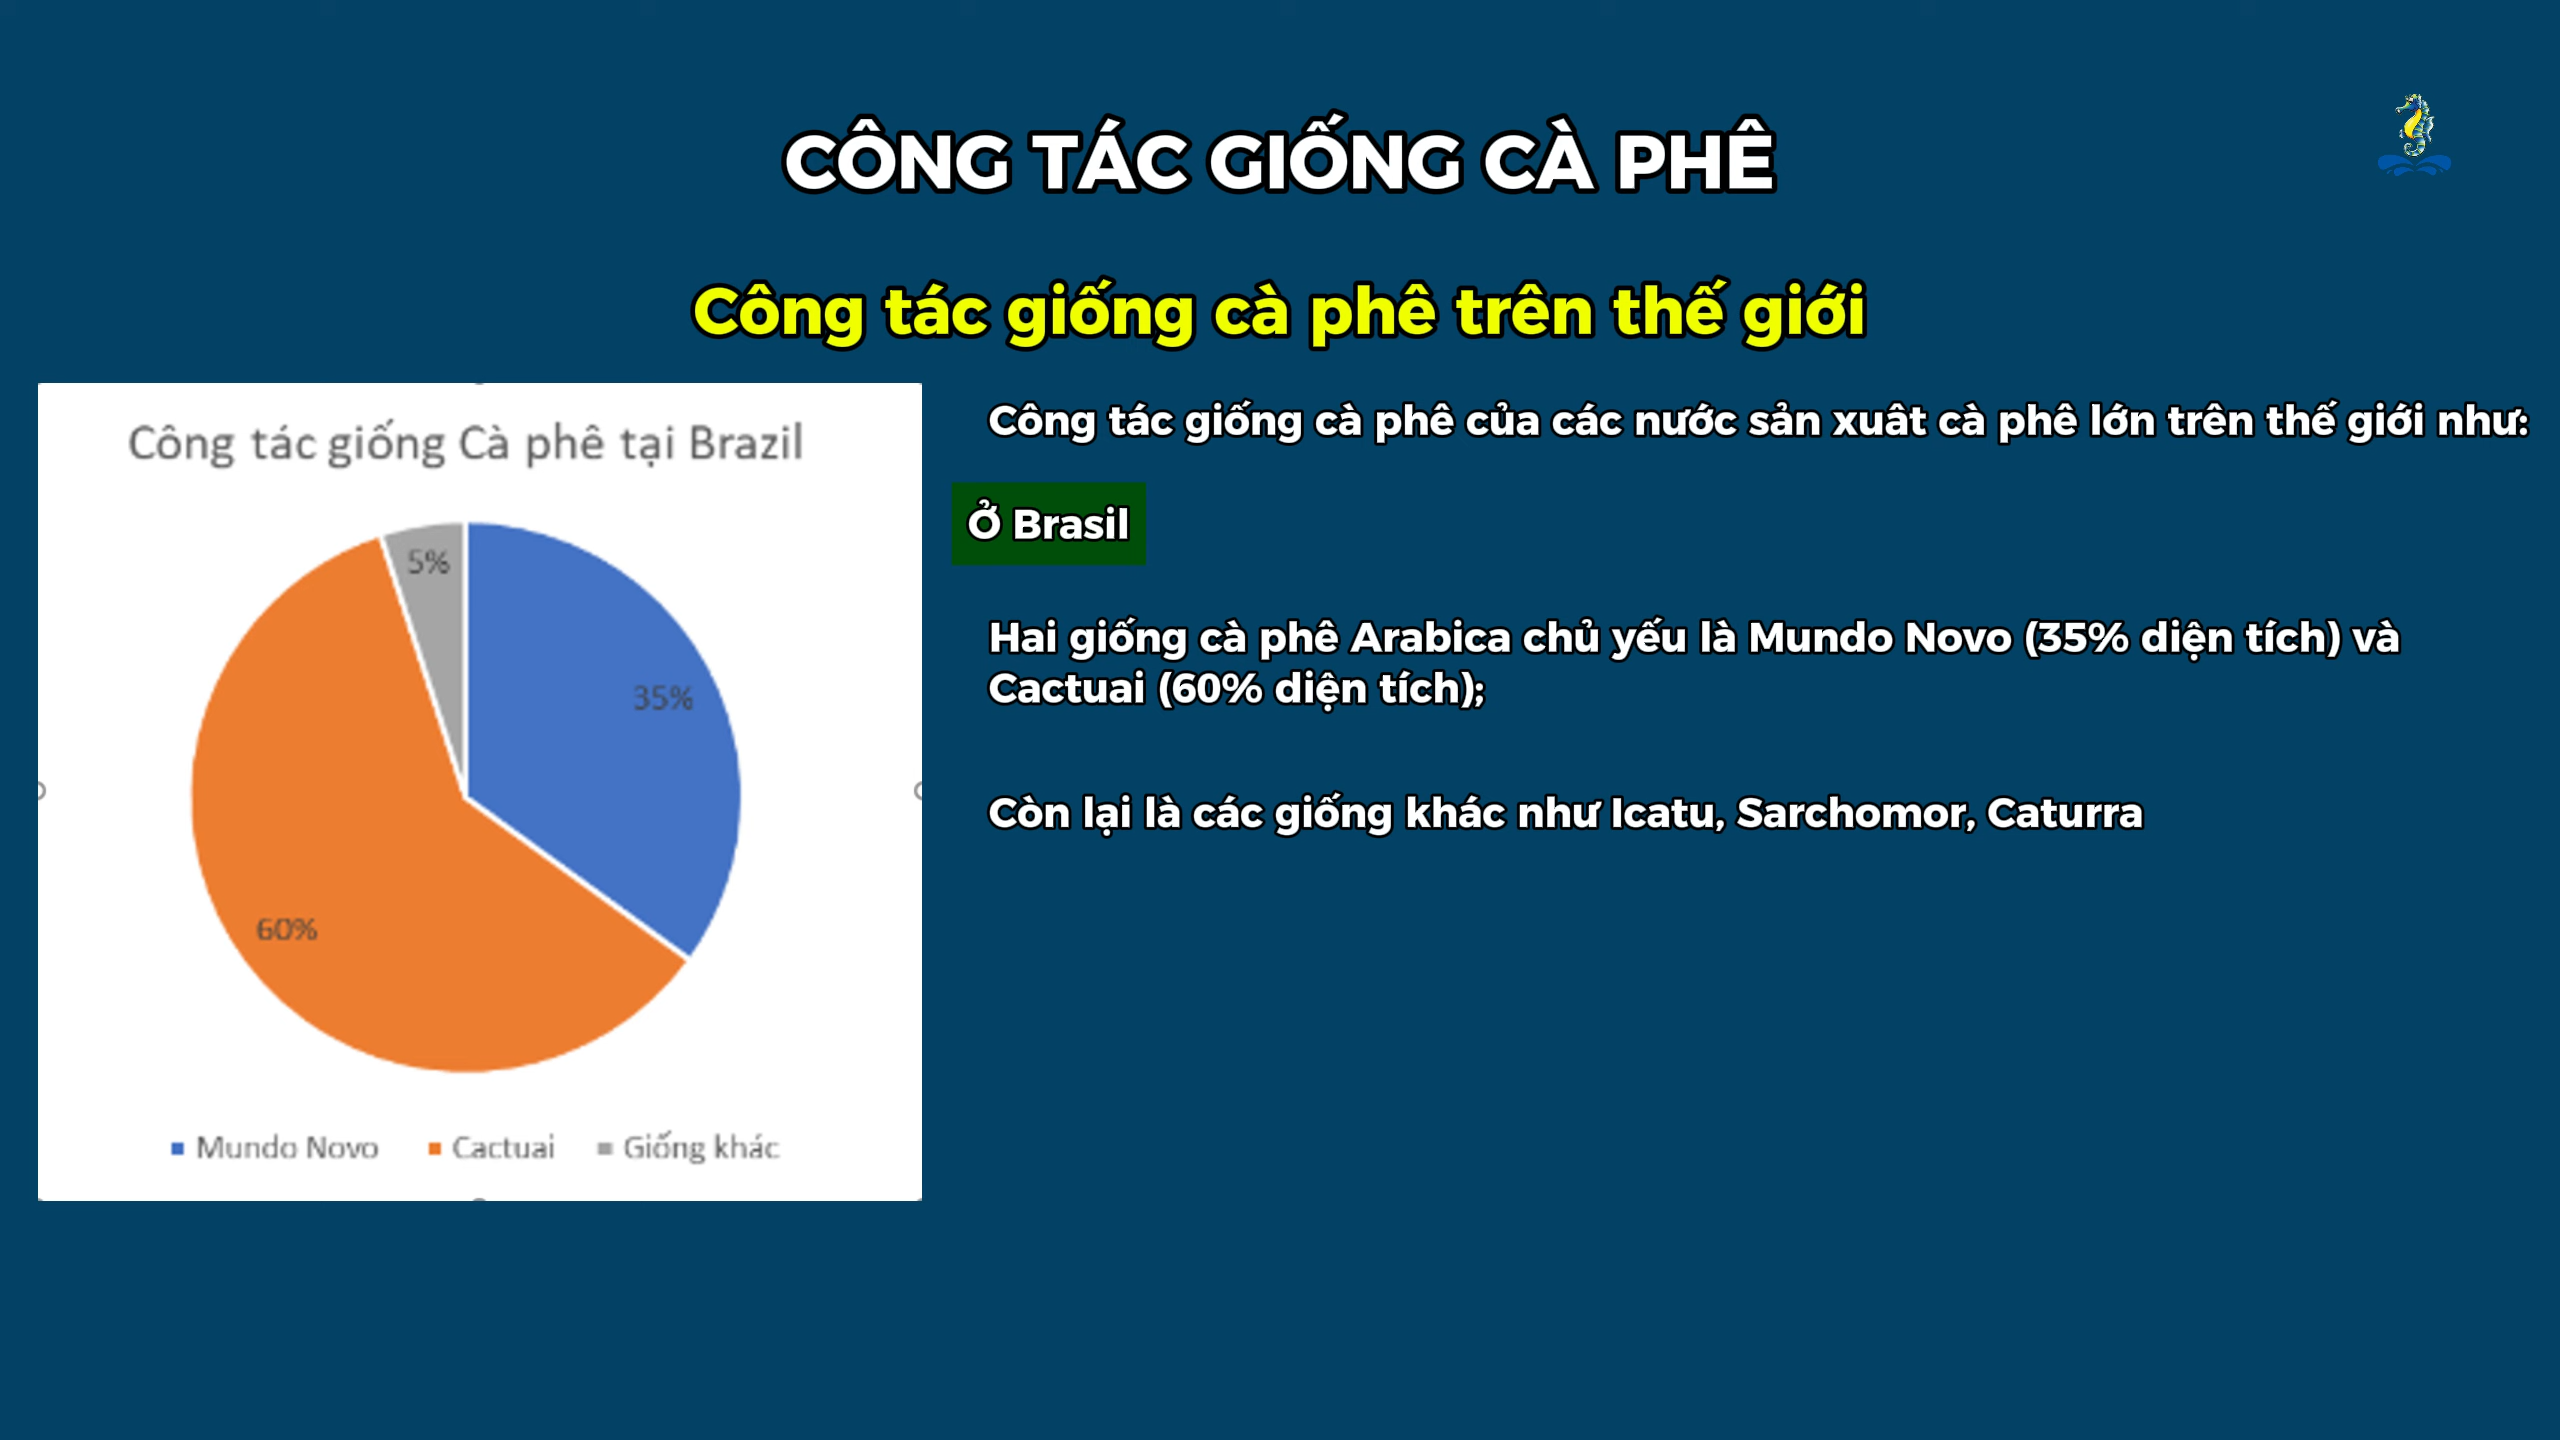 CÔNG TÁC GIỐNG CÀ PHÊ
Công tác giống cà phê trên thế giới
Công tác giống Cà phê tại Brazil
5%
35%
60%
Mundo Novo
Cactuai
Giống khác
Công tác giống cà phê của các nước sản xuât cà phê lớn trên thế giới như:
Ở Brasil
Hai giống cà phê Arabica chủ yếu là Mundo Novo (35% diện tích) và
Cactuai (60% diện tích);
Còn lại là các giống khác như Icatu, Sarchomor, Caturra